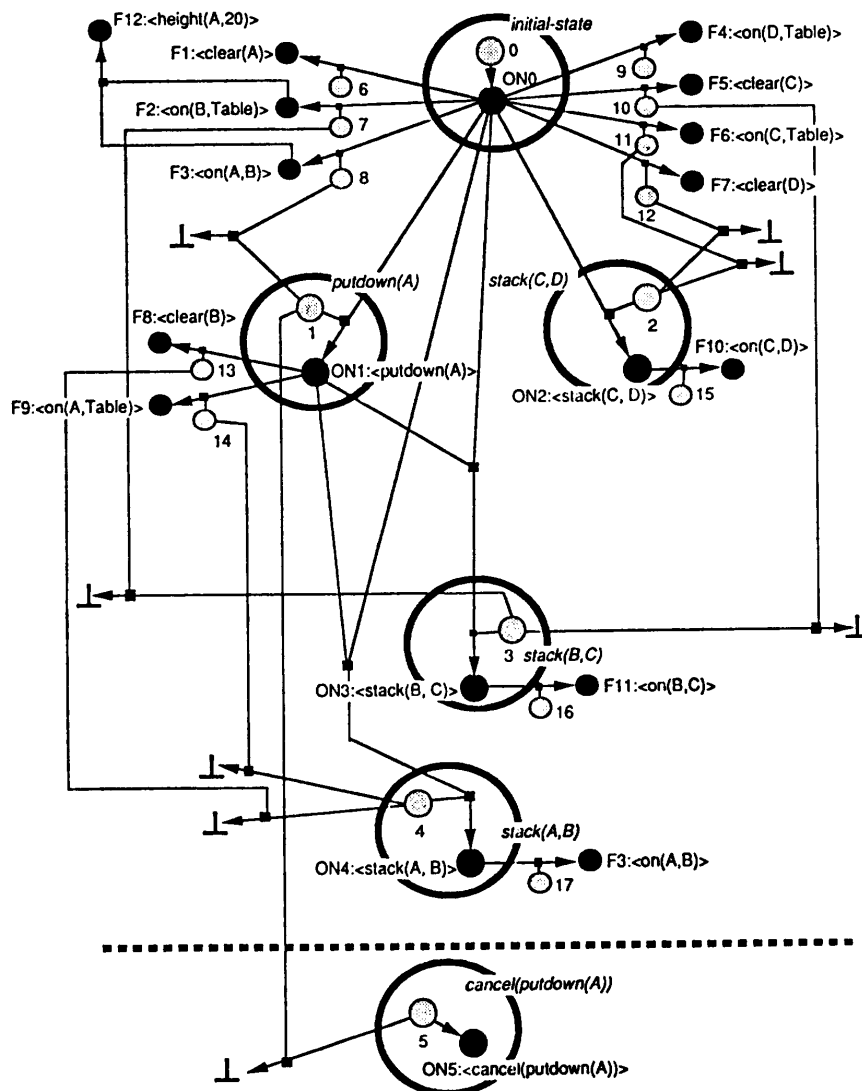 F12:<height(A,20)>
initial-state
F1:<clear(A)>
0
F4:<on(D,Table)>
ON0
6
9
F5:<clear(C)>
F2:<on(B,Table)>
10
7
11
F6:<on(C,Table)>
F3:<on(A,B)>
8
F7:<clear(D)>
12
⊥
⊥
⊥
putdown(A)
stack(C,D)
F8:<clear(B)>
1
2
F10:<on(C,D)>
13
ON1:<putdown(A)>
F9:<on(A,Table)>
ON2:<stack(C, D)>
15
14
⊥
⊥
3
stack(B,C)
ON3:<stack(B, C)>
F11:<on(B,C)>
16
⊥
⊥
4
stack(A,B)
ON4:<stack(A, B)>
F3:<on(A,B)>
17
cancel(putdown(A))
5
⊥
ON5:<cancel(putdown(A))>